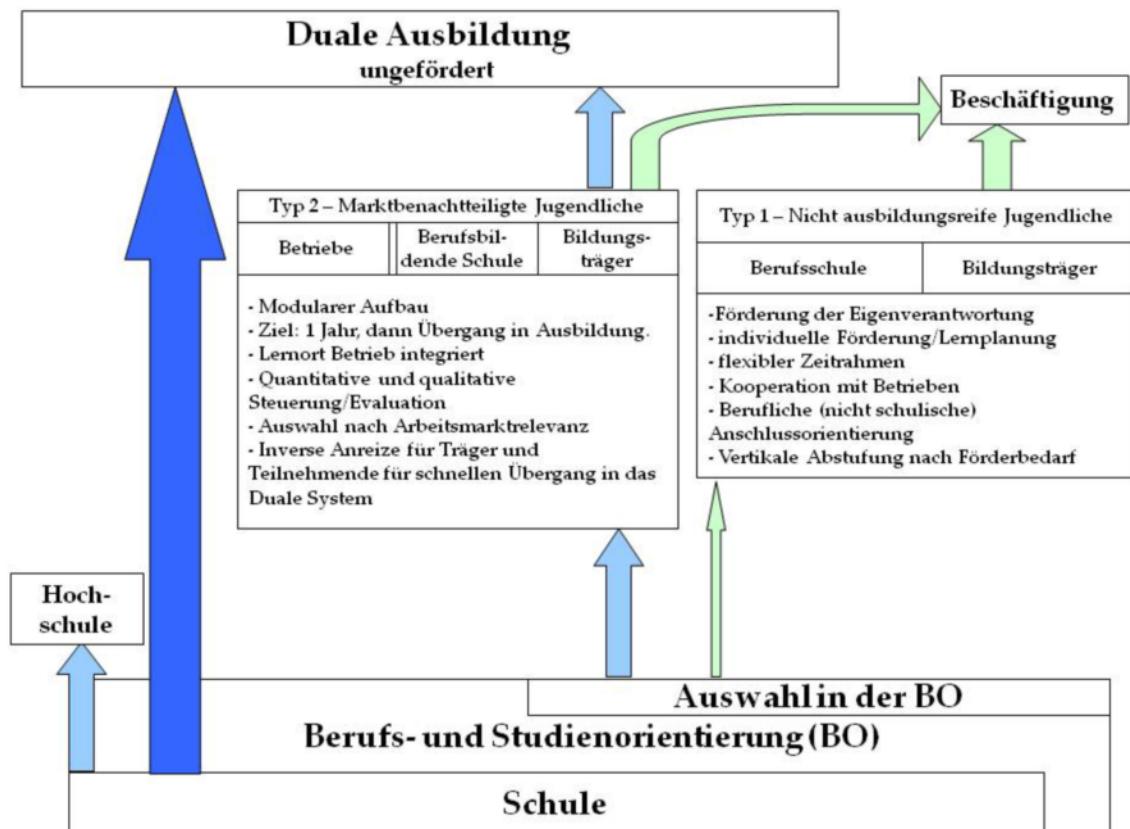 Duale Ausbildung
ungefördert
Beschäftigung
Typ 2 – Marktbenachtteiligte Jugendliche
Betriebe
Berufsbil-
dende Schule
Bildungs-
träger
- Modularer Aufbau
- Ziel: 1 Jahr, dann Übergang in Ausbildung.
- Lernort Betrieb integriert
- Quantitative und qualitative
Steuerung/Evaluation
- Auswahl nach Arbeitsmarktrelevanz
- Inverse Anreize für Träger und
Teilnehmende für schnellen Übergang in das
Duale System
Typ 1 – Nicht ausbildungsreife Jugendliche
Berufsschule
Bildungsträger
-Förderung der Eigenverantwortung
- individuelle Förderung/Lernplanung
- flexibler Zeitrahmen
- Kooperation mit Betrieben
- Berufliche (nicht schulische)
Anschlussorientierung
- Vertikale Abstufung nach Förderbedarf
Hoch-
schule
Auswahl in der BO
Berufs- und Studienorientierung (BO)
Schule